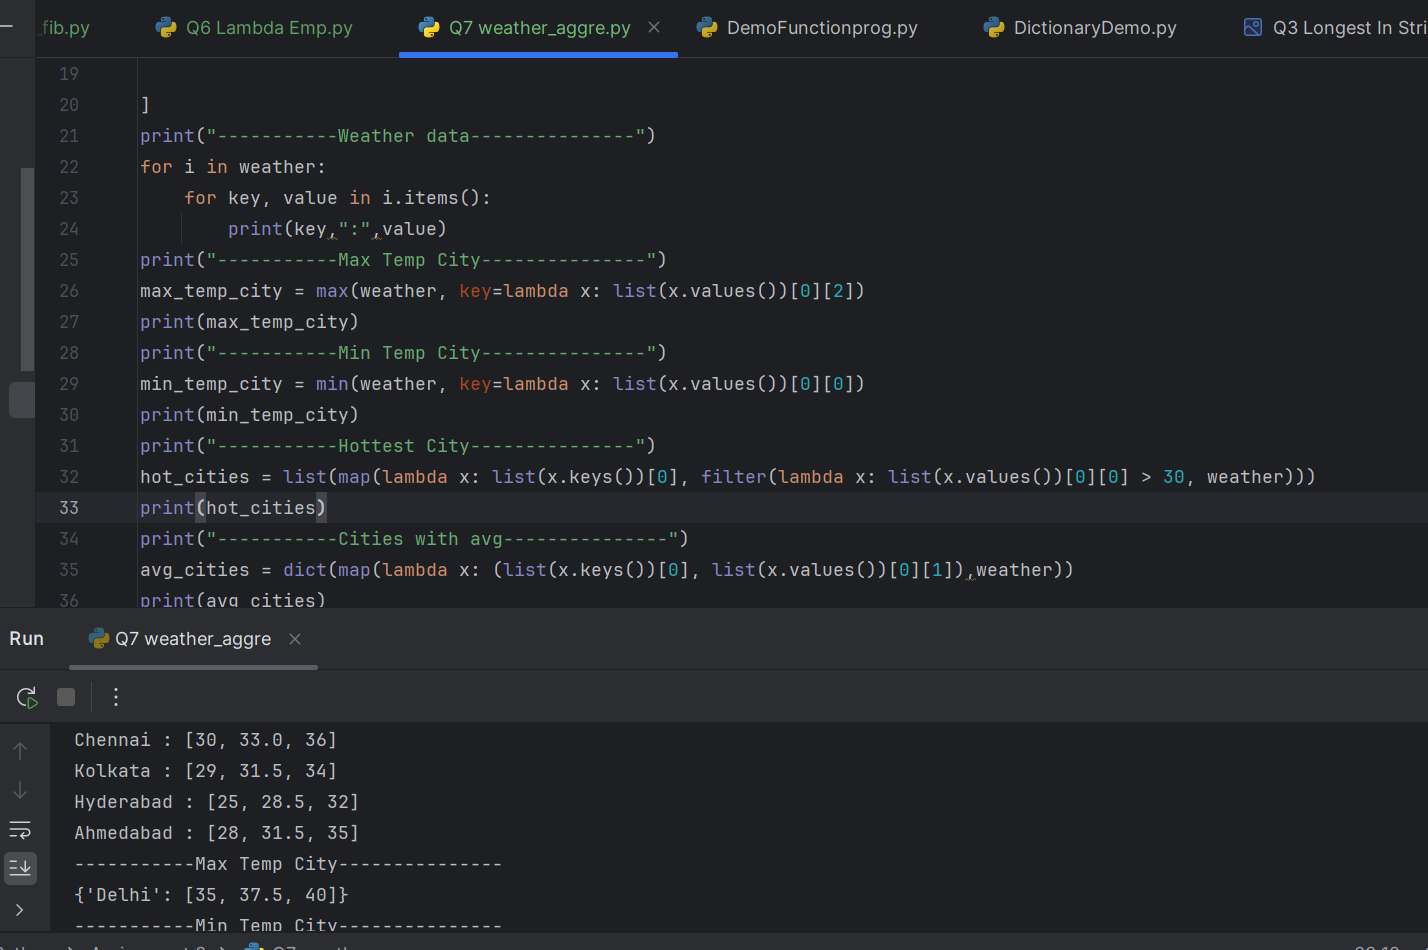 _fib.py Q6 Lambda Emp.py Q7 weather_aggre.py DemoFunctionprog.py DictionaryDemo.py Q3 Longest In Stri
19
20 ]
21 print("-----------Weather data---------------")
22 for i in weather:
23     for key, value in i.items():
24         print(key,":",value)
25 print("-----------Max Temp City---------------")
26 max_temp_city = max(weather, key=lambda x: list(x.values())[0][2])
27 print(max_temp_city)
28 print("-----------Min Temp City---------------")
29 min_temp_city = min(weather, key=lambda x: list(x.values())[0][0])
30 print(min_temp_city)
31 print("-----------Hottest City---------------")
32 hot_cities = list(map(lambda x: list(x.keys())[0], filter(lambda x: list(x.values())[0][0] > 30, weather)))
33 print(hot_cities)
34 print("-----------Cities with avg---------------")
35 avg_cities = dict(map(lambda x: (list(x.keys())[0], list(x.values())[0][1]),weather))
36 print(avg_cities)
Run Q7 weather_aggre
Chennai : [30, 33.0, 36]
Kolkata : [29, 31.5, 34]
Hyderabad : [25, 28.5, 32]
Ahmedabad : [28, 31.5, 35]
-----------Max Temp City---------------
{'Delhi': [35, 37.5, 40]}
-----------Min Temp City---------------